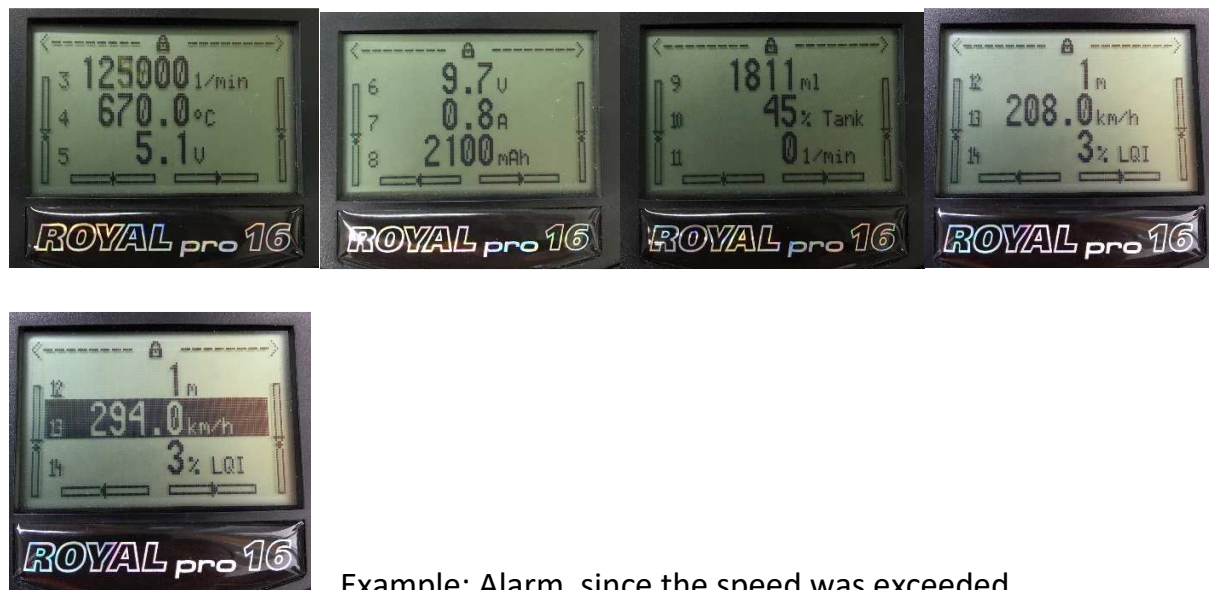 3 125000 1/min
4 670.0 °C
5 5.1 V
ROYAL pro 16
6 9.7 V
7 0.8 A
8 2100 mAh
ROYAL pro 16
9 1811 ml
10 45 % Tank
11 0 1/min
ROYAL pro 16
12 1 m
13 208.0 km/h
14 3 % LQI
ROYAL pro 16
12 1 m
13 294.0 km/h
14 3 % LQI
ROYAL pro 16
Example: Alarm, since the speed was exceeded